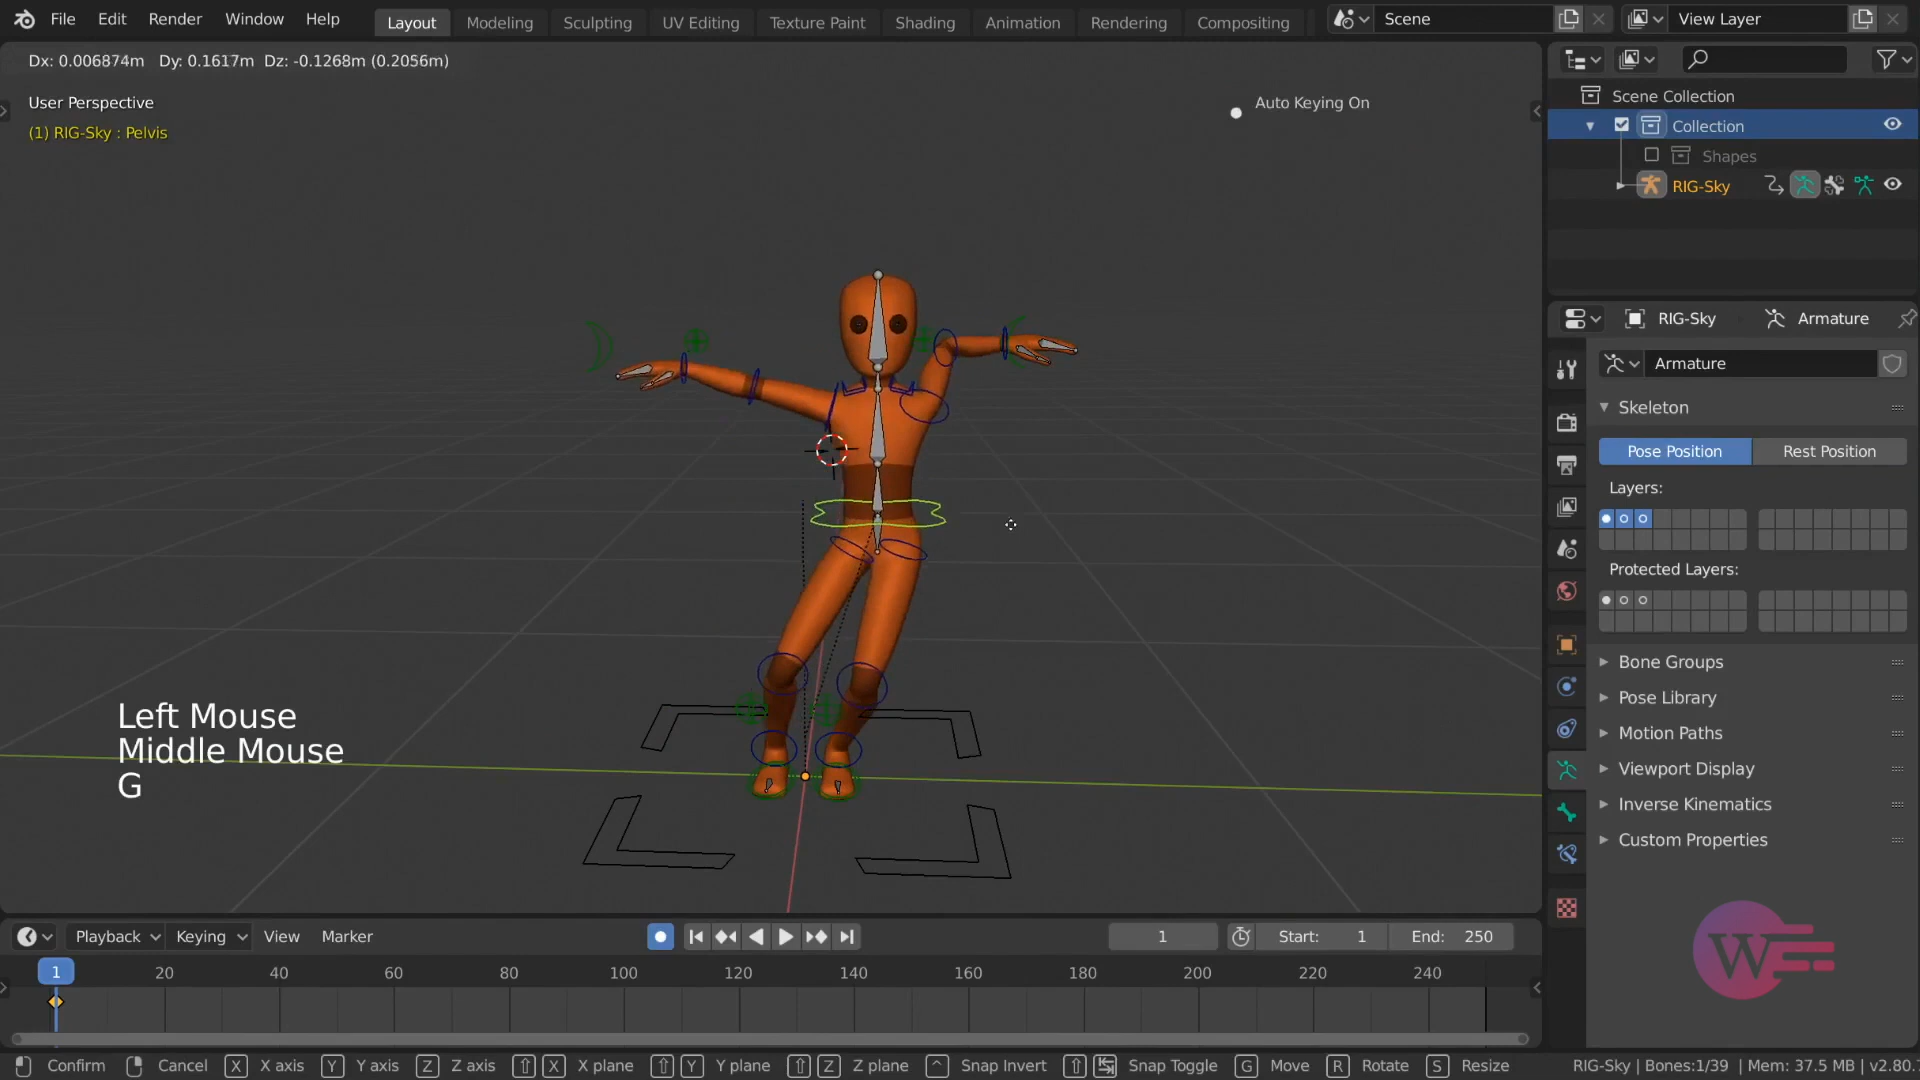 File Edit Render Window Help Layout Modeling Sculpting UV Editing Texture Paint Shading Animation Rendering Compositing Scene View Layer
Dx: 0.006874m Dy: 0.1617m Dz: -0.1268m (0.2056m)
User Perspective
(1) RIG-Sky : Pelvis
Auto Keying On
Scene Collection
Collection
Shapes
RIG-Sky
RIG-Sky Armature
Armature
Skeleton
Pose Position Rest Position
Layers:
Protected Layers:
Bone Groups
Pose Library
Motion Paths
Viewport Display
Inverse Kinematics
Custom Properties
Left Mouse
Middle Mouse
G
W
Playback Keying View Marker 1 Start: 1 End: 250
1 20 40 60 80 100 120 140 160 180 200 220 240
Confirm Cancel X X axis Y Y axis Z Z axis X X plane Y Y plane Z Z plane ^ Snap Invert Snap Toggle G Move R Rotate S Resize RIG-Sky | Bones:1/39 | Mem: 37.5 MB | v2.80.